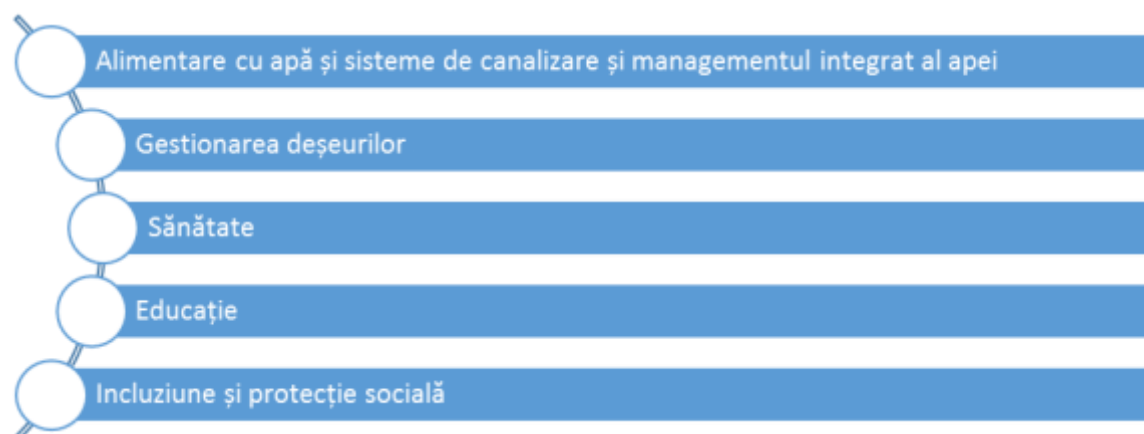 Alimentare cu apă și sisteme de canalizare și managementul integrat al apei
Gestionarea deșeurilor
Sănătate
Educație
Incluziune și protecție socială